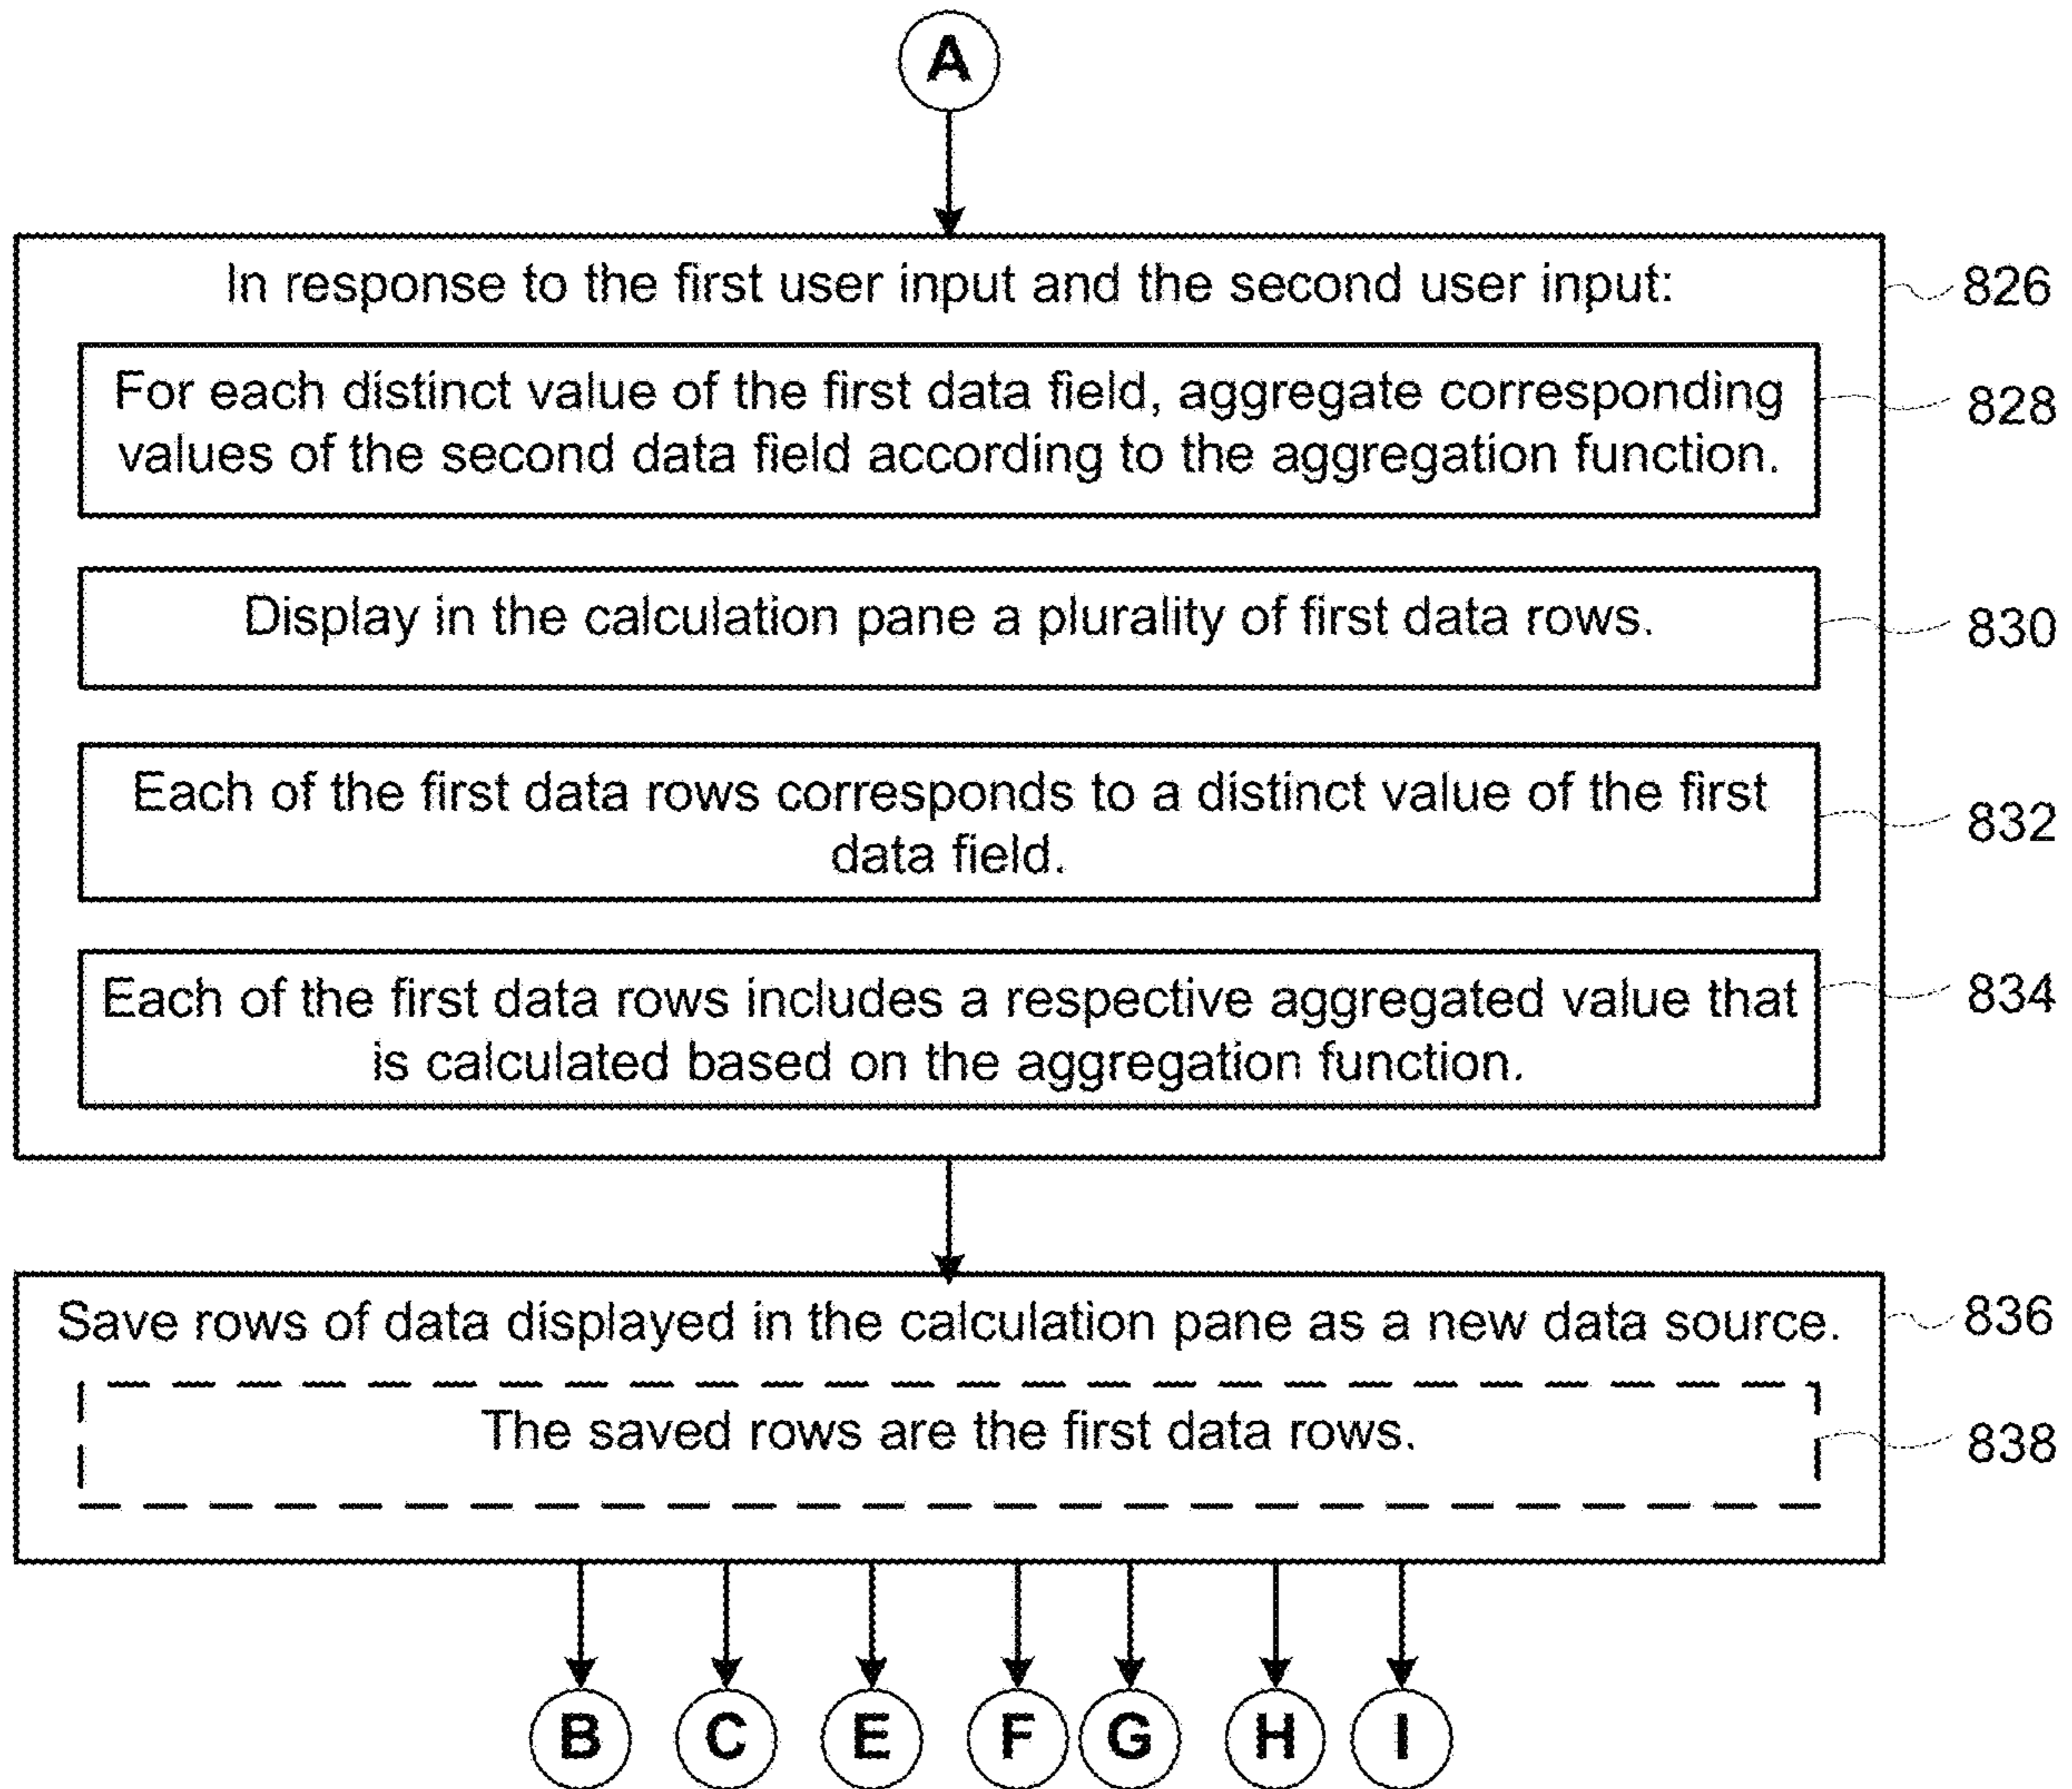 A
In response to the first user input and the second user input:
826
For each distinct value of the first data field, aggregate corresponding
values of the second data field according to the aggregation function.
828
Display in the calculation pane a plurality of first data rows.
830
Each of the first data rows corresponds to a distinct value of the first
data field.
832
Each of the first data rows includes a respective aggregated value that
is calculated based on the aggregation function.
834
Save rows of data displayed in the calculation pane as a new data source.
836
The saved rows are the first data rows.
838
B C E F G H I